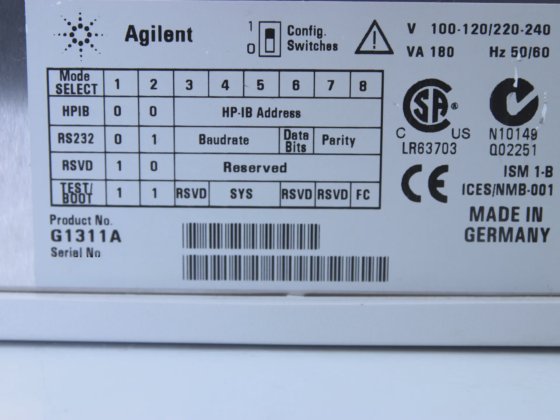 Agilent
1
0
Config.
Switches
V 100-120/220-240
VA 180 Hz 50/60
Mode SELECT 1 2 3 4 5 6 7 8
HPIB 0 0 HP-IB Address
RS232 0 1 Baudrate Data Bits Parity
RSVD 1 0 Reserved
TEST/BOOT 1 1 RSVD SYS RSVD RSVD FC
Product No.
G1311A
Serial No
SA
C US
LR63703
N10149
Q02251
CE
ISM 1-B
ICES/NMB-001
MADE IN
GERMANY